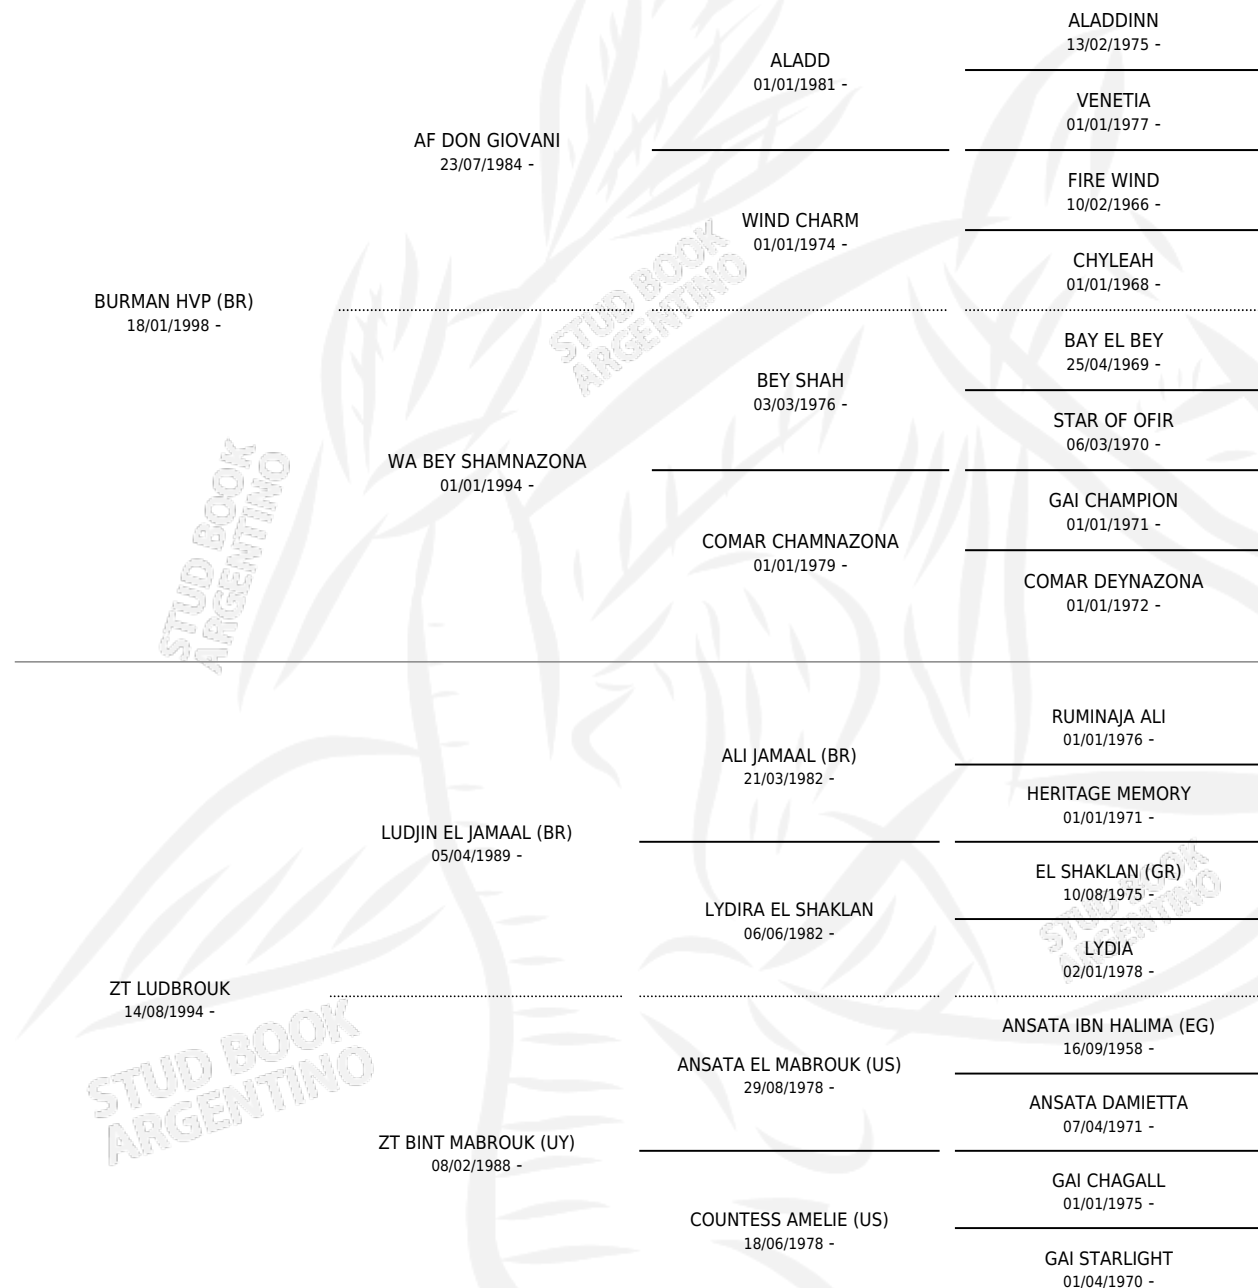 ALADDINN
13/02/1975 -
ALADD
01/01/1981 -
VENETIA
01/01/1977 -
AF DON GIOVANI
23/07/1984 -
FIRE WIND
10/02/1966 -
WIND CHARM
01/01/1974 -
CHYLEAH
01/01/1968 -
BURMAN HVP (BR)
18/01/1998 -
STUD BOOK
ARGENTINO
BAY EL BEY
25/04/1969 -
BEY SHAH
03/03/1976 -
STAR OF OFIR
06/03/1970 -
WA BEY SHAMNAZONA
01/01/1994 -
GAI CHAMPION
01/01/1971 -
COMAR CHAMNAZONA
01/01/1979 -
COMAR DEYNAZONA
01/01/1972 -
STUD BOOK
ARGENTINO
RUMINAJA ALI
01/01/1976 -
ALI JAMAAL (BR)
21/03/1982 -
HERITAGE MEMORY
01/01/1971 -
LUDJIN EL JAMAAL (BR)
05/04/1989 -
EL SHAKLAN (GR)
10/08/1975 -
LYDIRA EL SHAKLAN
06/06/1982 -
STUD BOOK
ARGENTINO
LYDIA
02/01/1978 -
ZT LUDBROUK
14/08/1994 -
ANSATA IBN HALIMA (EG)
16/09/1958 -
ANSATA EL MABROUK (US)
29/08/1978 -
STUD BOOK
ARGENTINO
ANSATA DAMIETTA
07/04/1971 -
ZT BINT MABROUK (UY)
08/02/1988 -
GAI CHAGALL
01/01/1975 -
COUNTESS AMELIE (US)
18/06/1978 -
GAI STARLIGHT
01/04/1970 -